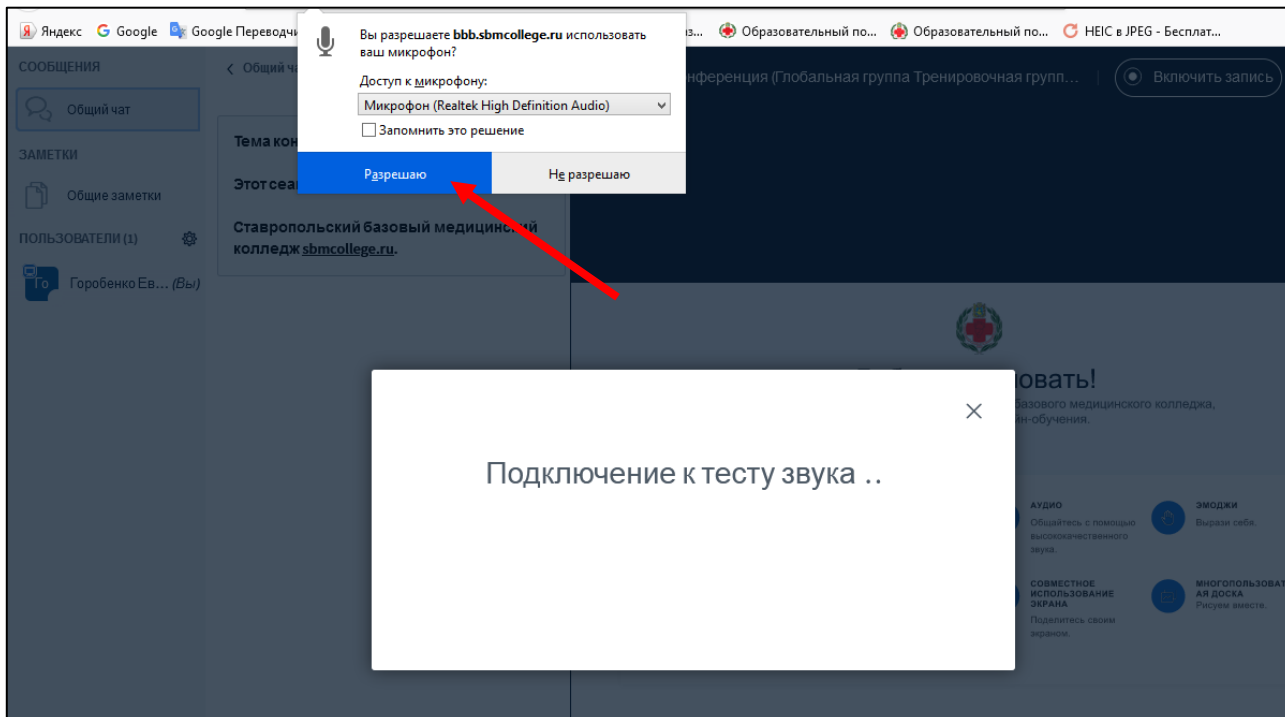 Яндекс
Google
Google Переводчи
з...
Образовательный по...
Образовательный по...
HEIC в JPEG - Бесплат...
Вы разрешаете bbb.sbmcollege.ru использовать
ваш микрофон?
Доступ к микрофону:
Микрофон (Realtek High Definition Audio)
Запомнить это решение
Разрешаю
Не разрешаю
СООБЩЕНИЯ
Общий чат
ЗАМЕТКИ
Общие заметки
ПОЛЬЗОВАТЕЛИ (1)
Го
Горобенко Ев... (Вы)
Общий ча
Тема кон
Этот сеа
Ставропольский базовый медицинский
колледж sbmcollege.ru.
нференция (Глобальная группа Тренировочная групп...
Включить запись
овать!
базового медицинского колледжа,
йн-обучения.
Подключение к тесту звука ..
АУДИО
Общайтесь с помощью
высококачественного
звука.
ЭМОДЖИ
Вырази себя.
СОВМЕСТНОЕ
ИСПОЛЬЗОВАНИЕ
ЭКРАНА
Поделитесь своим
экраном.
МНОГОПОЛЬЗОВАТ
АЯ ДОСКА
Рисуем вместе.